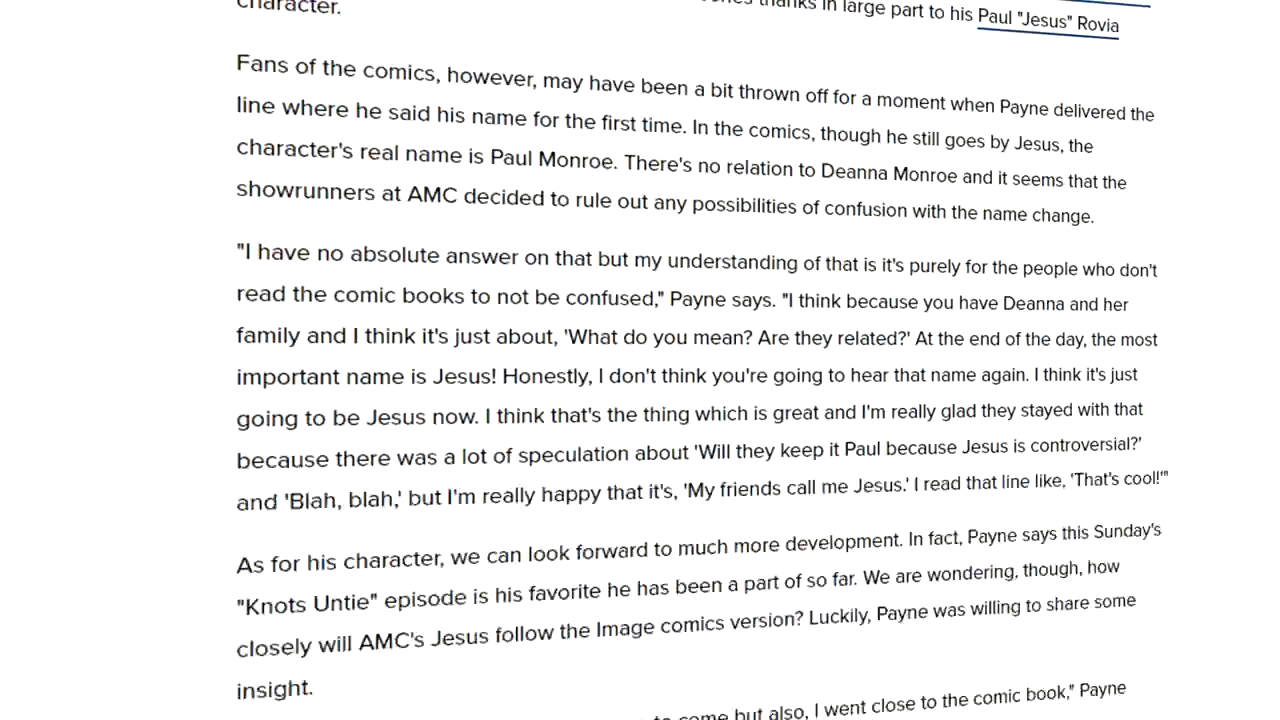 character.
thanks in large part to his Paul "Jesus" Rovia
Fans of the comics, however, may have been a bit thrown off for a moment when Payne delivered the
line where he said his name for the first time. In the comics, though he still goes by Jesus, the
character's real name is Paul Monroe. There's no relation to Deanna Monroe and it seems that the
showrunners at AMC decided to rule out any possibilities of confusion with the name change.
"I have no absolute answer on that but my understanding of that is it's purely for the people who don't
read the comic books to not be confused," Payne says. "I think because you have Deanna and her
family and I think it's just about, 'What do you mean? Are they related?' At the end of the day, the most
important name is Jesus! Honestly, I don't think you're going to hear that name again. I think it's just
going to be Jesus now. I think that's the thing which is great and I'm really glad they stayed with that
because there was a lot of speculation about 'Will they keep it Paul because Jesus is controversial?'
and 'Blah, blah,' but I'm really happy that it's, 'My friends call me Jesus.' I read that line like, 'That's cool!'"
As for his character, we can look forward to much more development. In fact, Payne says this Sunday's
"Knots Untie" episode is his favorite he has been a part of so far. We are wondering, though, how
closely will AMC's Jesus follow the Image comics version? Luckily, Payne was willing to share some
insight.
to come but also, I went close to the comic book," Payne